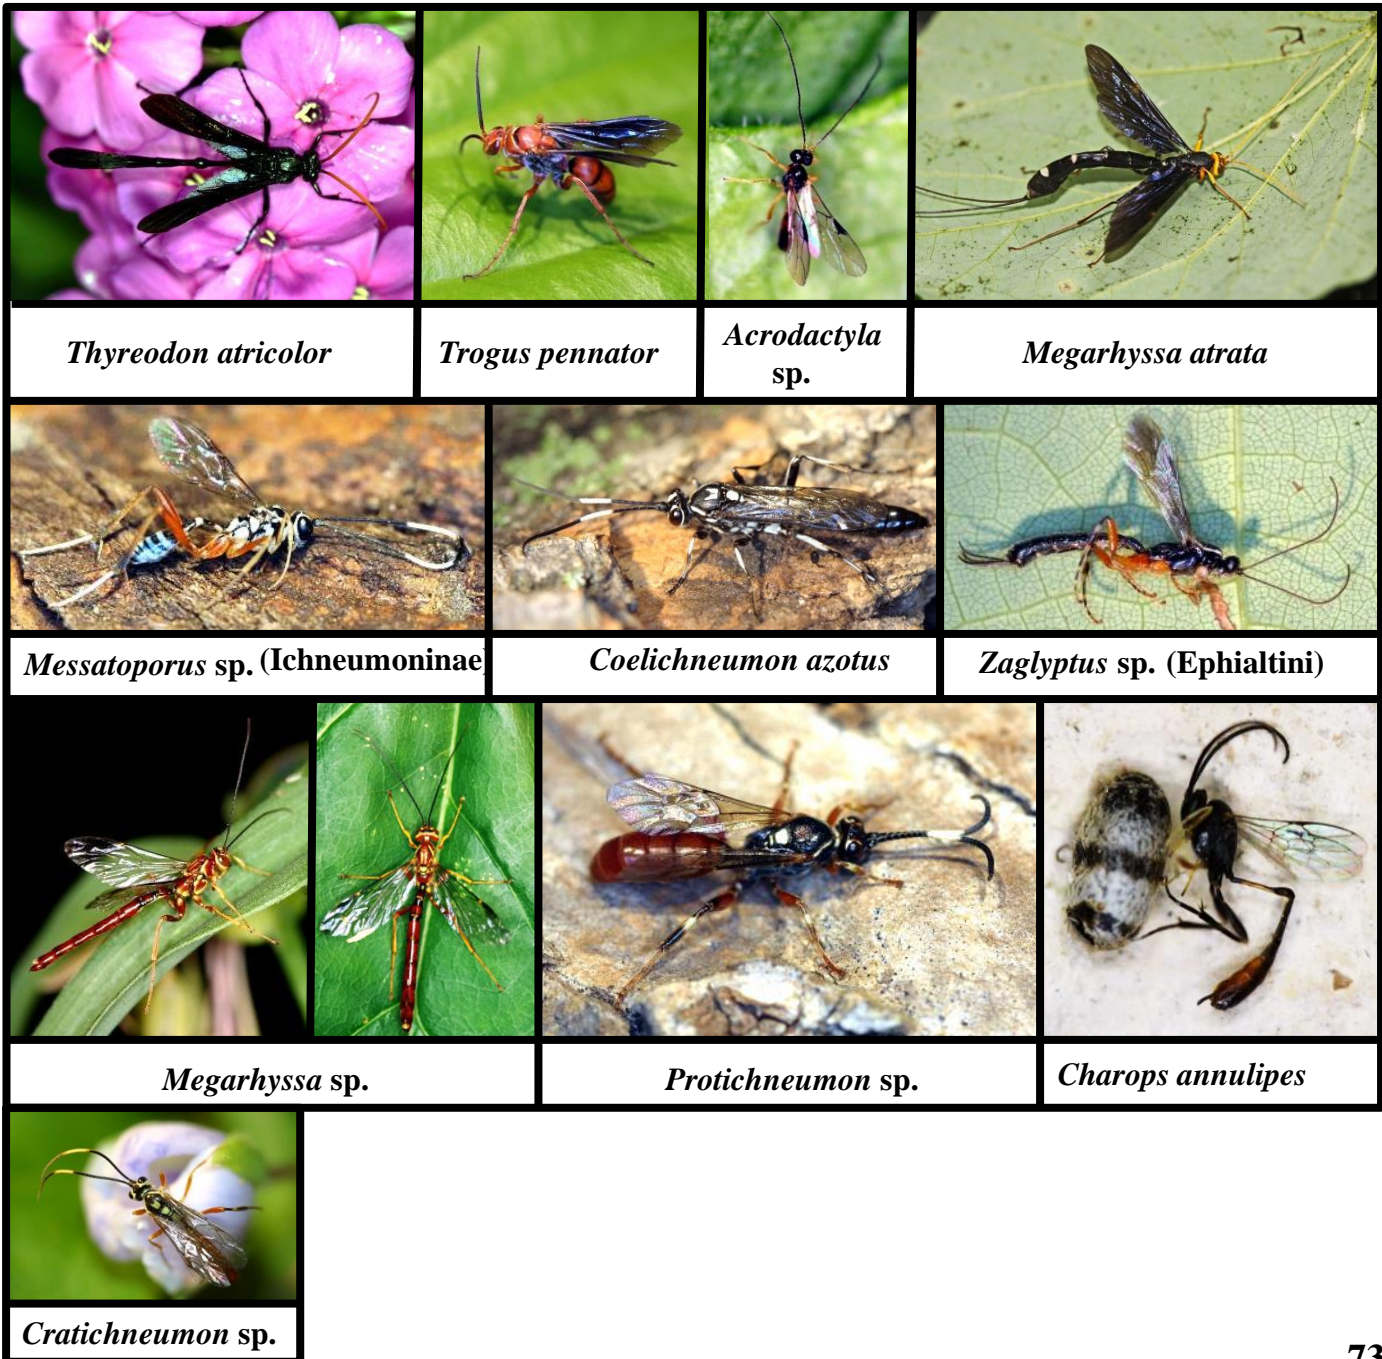 Thyreodon atricolor
Trogus pennator
Acrodactyla
sp.
Megarhyssa atrata
Messatoporus sp. (Ichneumoninae)
Coelichneumon azotus
Zaglyptus sp. (Ephialtini)
Megarhyssa sp.
Protichneumon sp.
Charops annulipes
Cratichneumon sp.
73